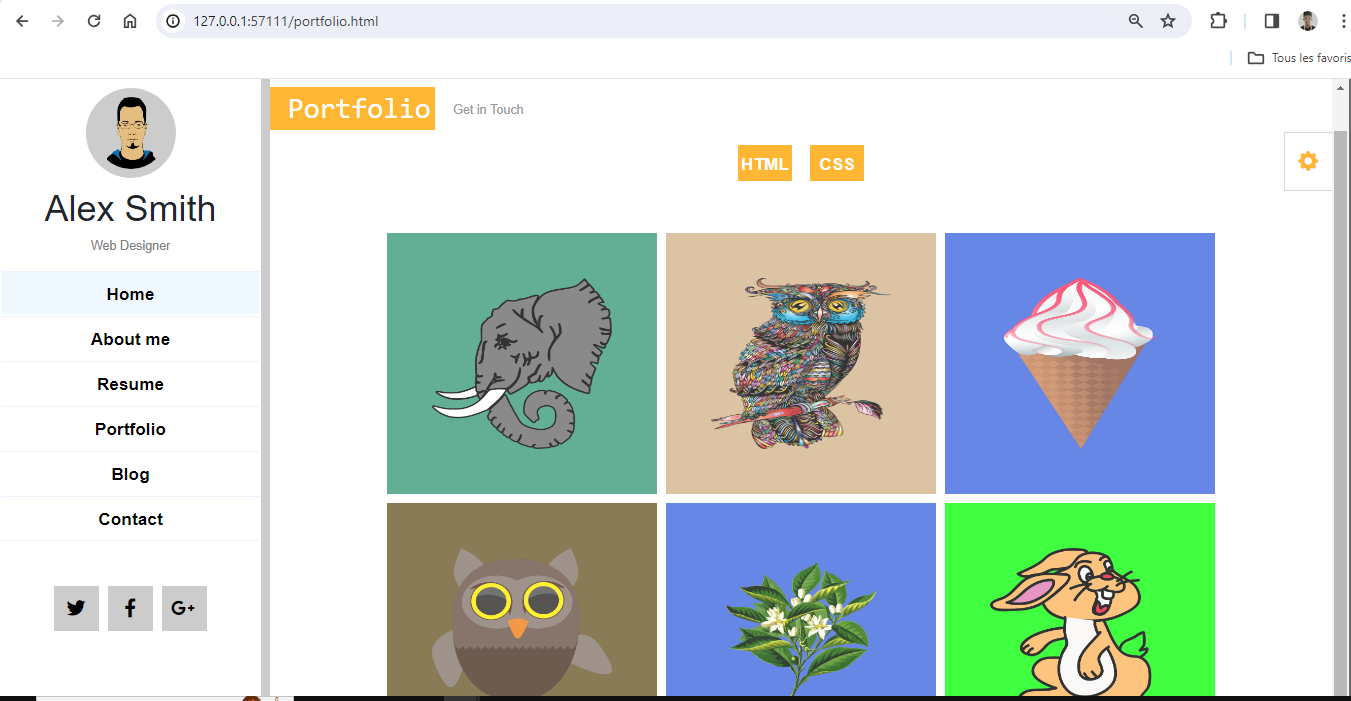 127.0.0.1:57111/portfolio.html
Tous les favoris
Alex Smith
Web Designer
Home
About me
Resume
Portfolio
Blog
Contact
G+
Portfolio
Get in Touch
HTML CSS